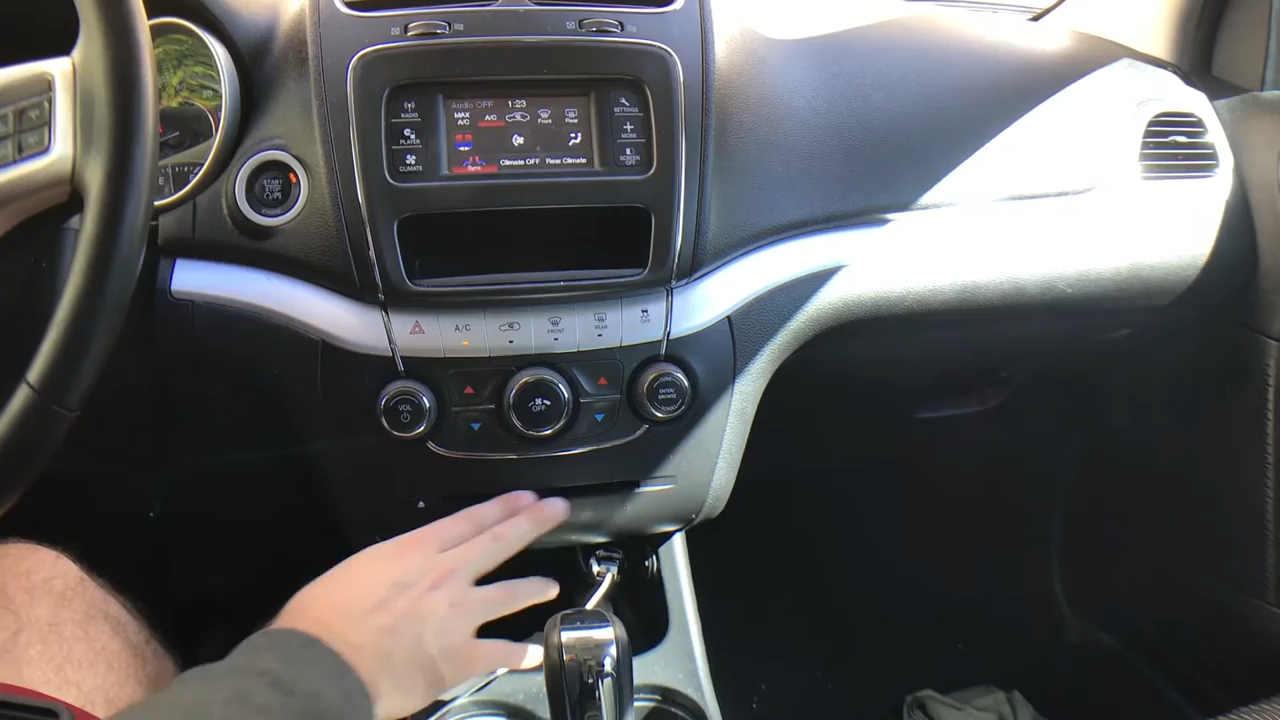 Audio OFF 1:23
RADIO
MAX A/C
A/C
Front
Rear
SETTINGS
PLAYER
MORE
CLIMATE
Sync
Climate OFF
Rear Climate
SCREEN OFF
START
STOP
A/C
FRONT
REAR
OFF
VOL
OFF
ENTER/
BROWSE